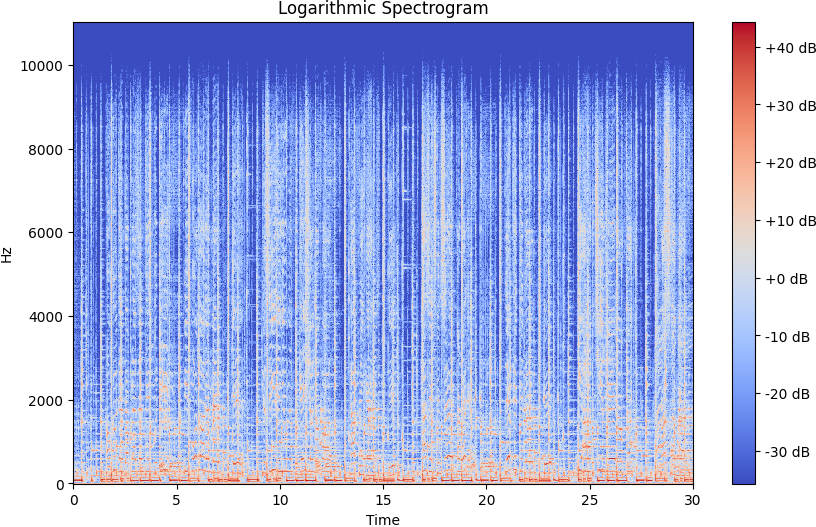 Logarithmic Spectrogram
Hz
10000
8000
6000
4000
2000
0
0 5 10 15 20 25 30
Time
+40 dB
+30 dB
+20 dB
+10 dB
+0 dB
-10 dB
-20 dB
-30 dB